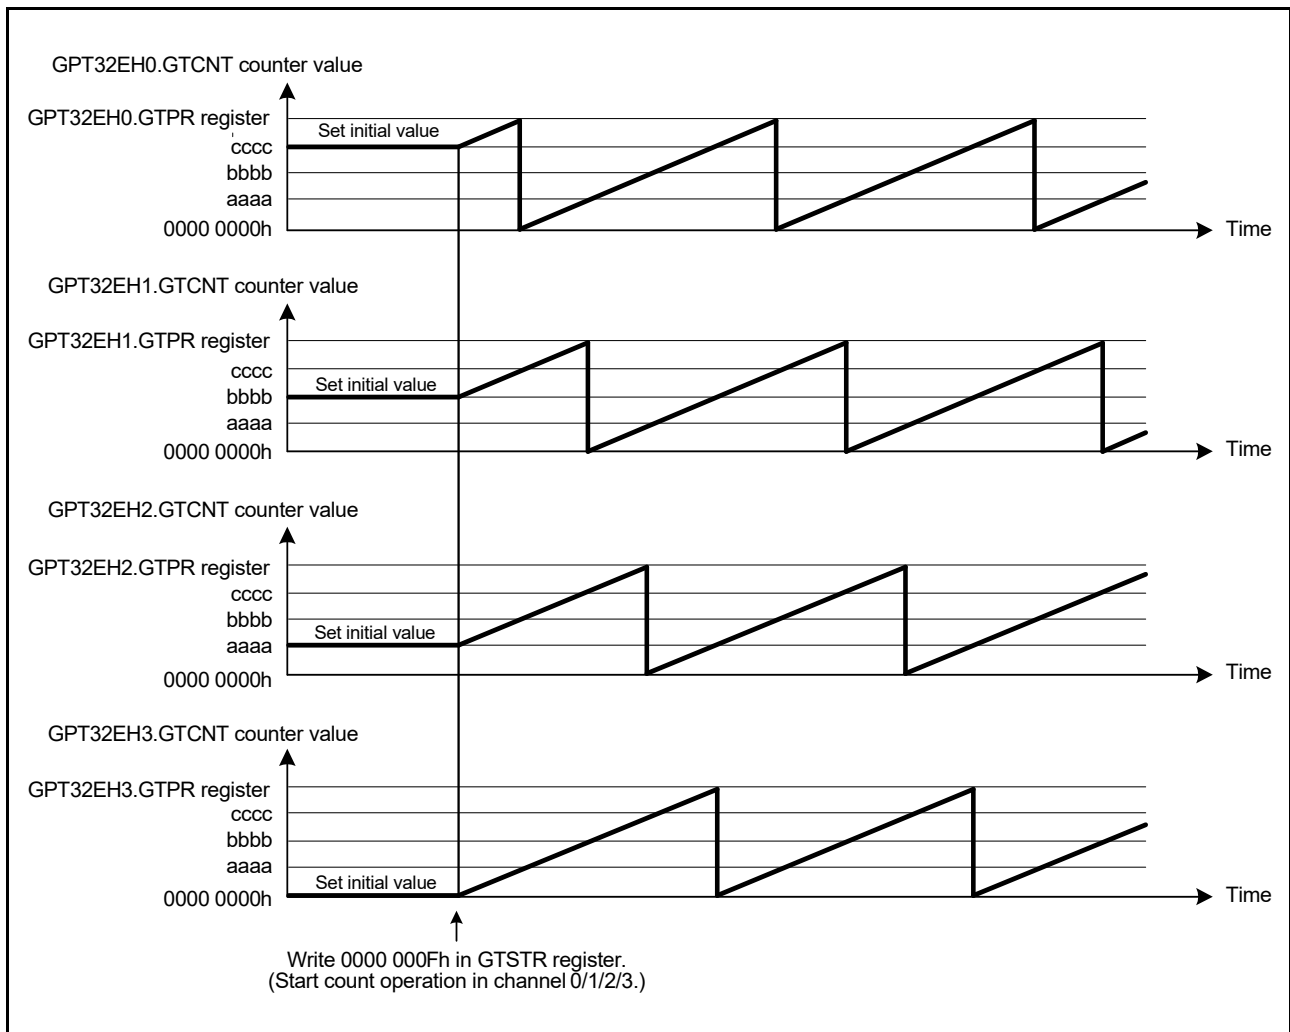 GPT32EH0.GTCNT counter value
GPT32EH0.GTPR register
Set initial value
cccc
bbbb
aaaa
0000 0000h
Time
GPT32EH1.GTCNT counter value
GPT32EH1.GTPR register
cccc
Set initial value
bbbb
aaaa
0000 0000h
Time
GPT32EH2.GTCNT counter value
GPT32EH2.GTPR register
cccc
bbbb
Set initial value
aaaa
0000 0000h
Time
GPT32EH3.GTCNT counter value
GPT32EH3.GTPR register
cccc
bbbb
aaaa
Set initial value
0000 0000h
Time
Write 0000 000Fh in GTSTR register.
(Start count operation in channel 0/1/2/3.)